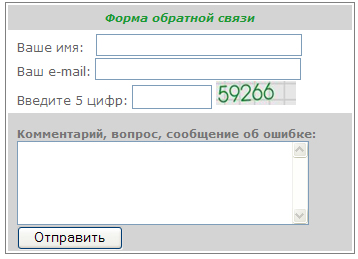 Форма обратной связи
Ваше имя:
Ваш e-mail:
Введите 5 цифр: 59266
Комментарий, вопрос, сообщение об ошибке:
Отправить